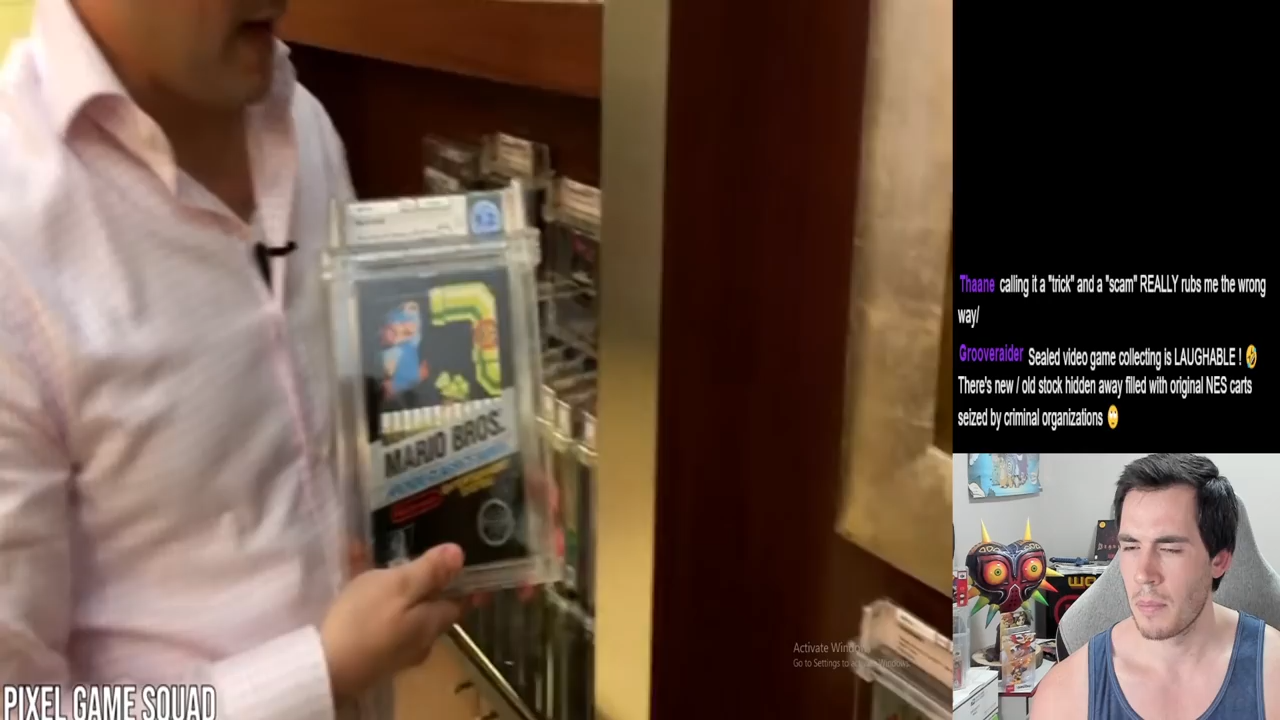 9.2
MARIO BROS.
Thaane calling it a "trick" and a "scam" REALLY rubs me the wrong
way/
Grooveraider Sealed video game collecting is LAUGHABLE ! 🤣
There's new / old stock hidden away filled with original NES carts
seized by criminal organizations 🙄
Activate Windows
Go to Settings to activate Windows.
PIXEL GAME SQUAD